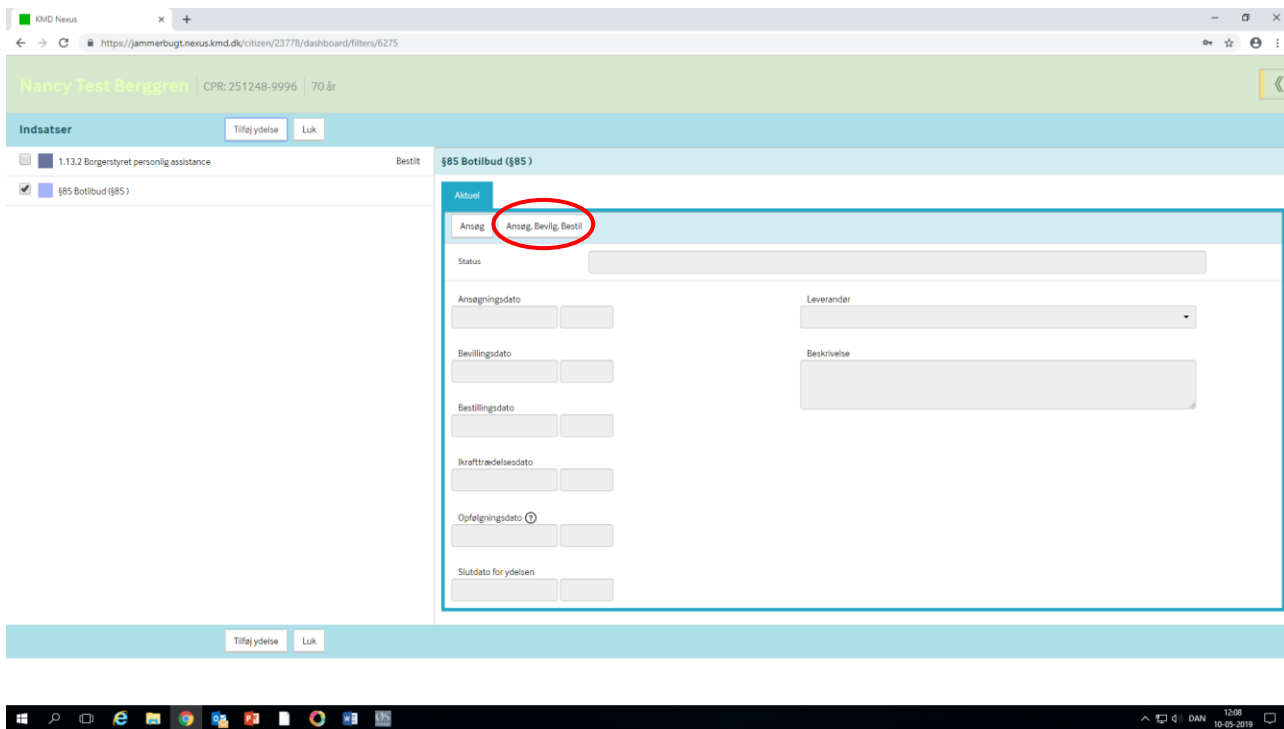 KMD Nexus
https://jammerbugt.nexus.kmd.dk/citizen/23778/dashboard/filters/6275
Nancy Test Berggren CPR: 251248-9996 70 år
Indsatser Tilføj ydelse Luk
1.13.2 Borgerstyret personlig assistance Bestilt
§85 Botilbud (§85 )
§85 Botilbud (§85 )
Aktuel
Ansøg Ansøg, Bevilg, Bestil
Status
Ansøgningsdato
Leverandør
Bevillingsdato
Beskrivelse
Bestillingsdato
Ikrafttrædelsesdato
Opfølgningsdato ?
Slutdato for ydelsen
Tilføj ydelse Luk
DAN 12:08
10-05-2019